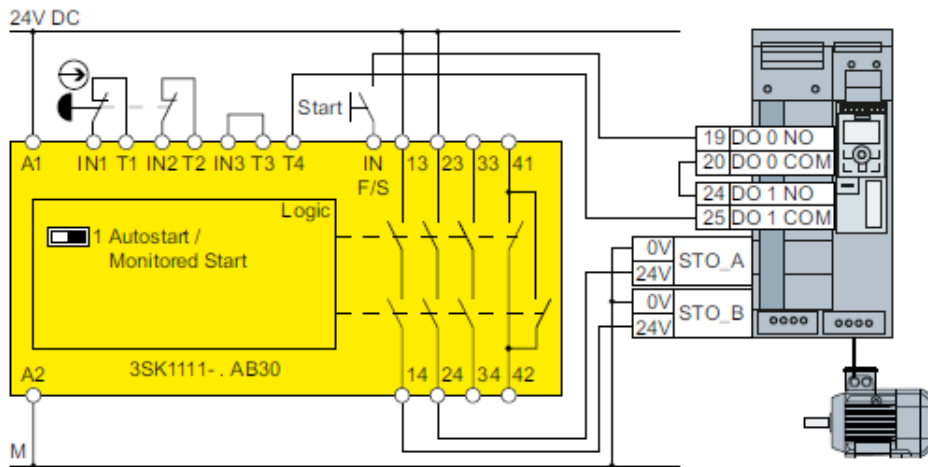 24V DC
Start
19 DO 0 NO
20 DO 0 COM
24 DO 1 NO
25 DO 1 COM
A1 IN1 T1 IN2 T2 IN3 T3 T4 IN 13 23 33 41
F/S
Logic
1 Autostart /
Monitored Start
0V
24V
STO_A
0V
24V
STO_B
3SK1111- . AB30
A2 14 24 34 42
M